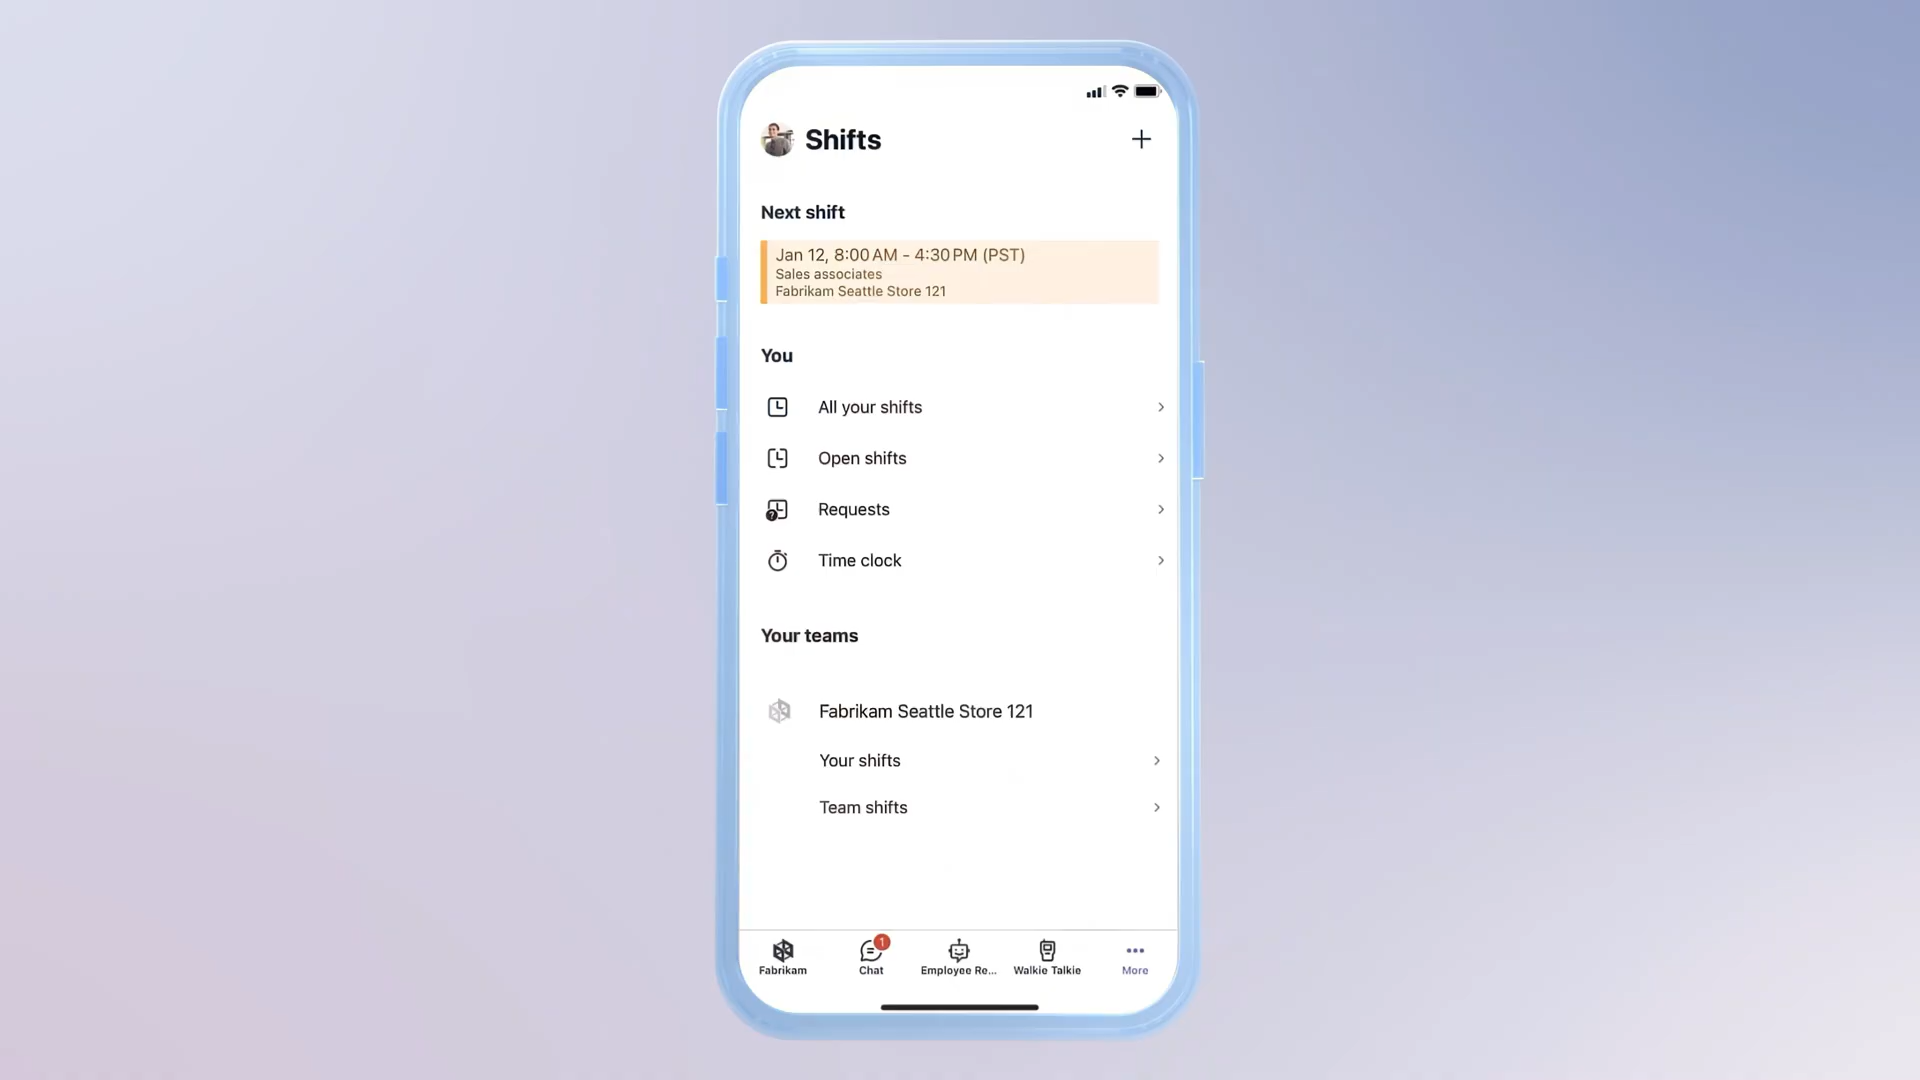 Shifts
Next shift
Jan 12, 8:00 AM - 4:30 PM (PST)
Sales associates
Fabrikam Seattle Store 121
You
All your shifts
Open shifts
Requests
Time clock
Your teams
Fabrikam Seattle Store 121
Your shifts
Team shifts
1
Fabrikam
Chat
Employee Re...
Walkie Talkie
More